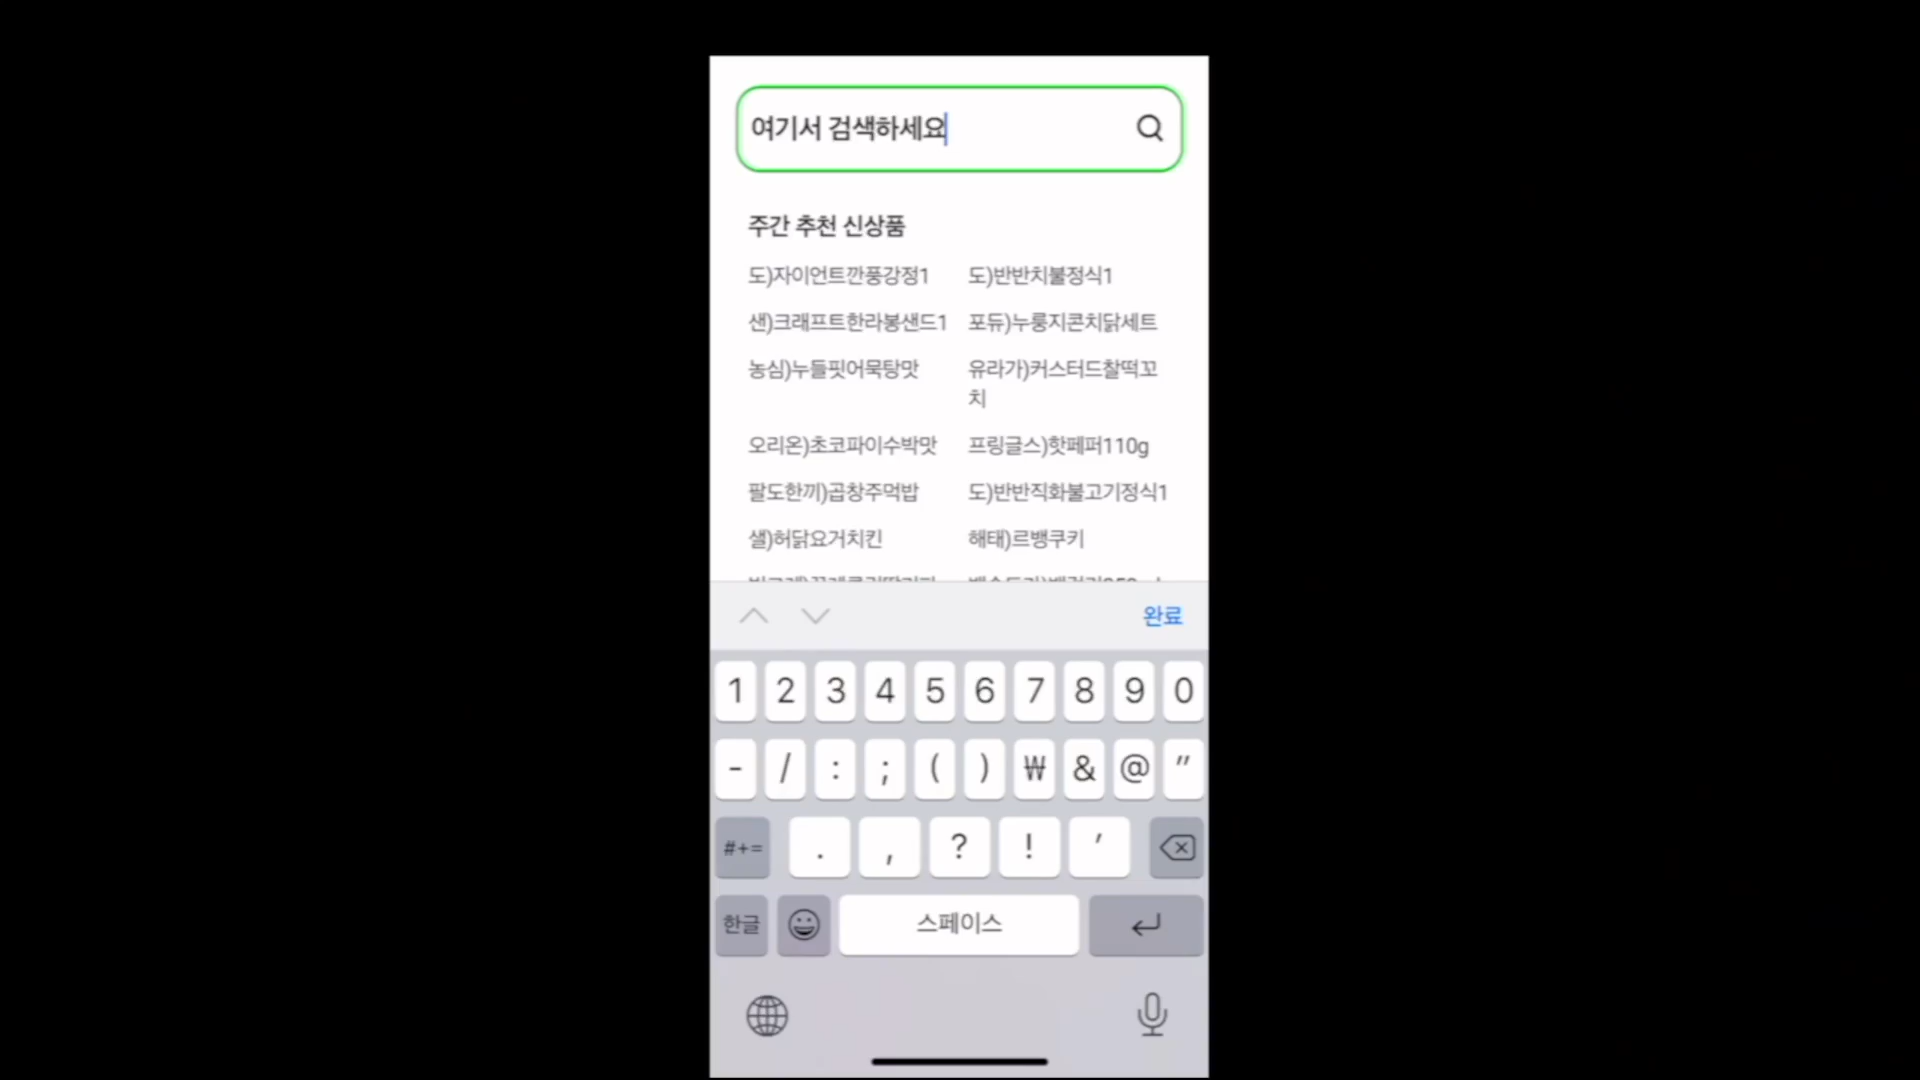 여기서 검색하세요
주간 추천 신상품
도)자이언트깐풍강정1 도)반반치불정식1
샌)크래프트한라봉샌드1 포듀)누룽지콘치닭세트
농심)누들핏어묵탕맛 유라가)커스터드찰떡꼬
치
오리온)초코파이수박맛 프링글스)핫페퍼110g
팔도한끼)곱창주먹밥 도)반반직화불고기정식1
샐)허닭요거치킨 해태)르뱅쿠키
완료
1 2 3 4 5 6 7 8 9 0
- / : ; ( ) ₩ & @ "
#+= . , ? ! '
한글 스페이스